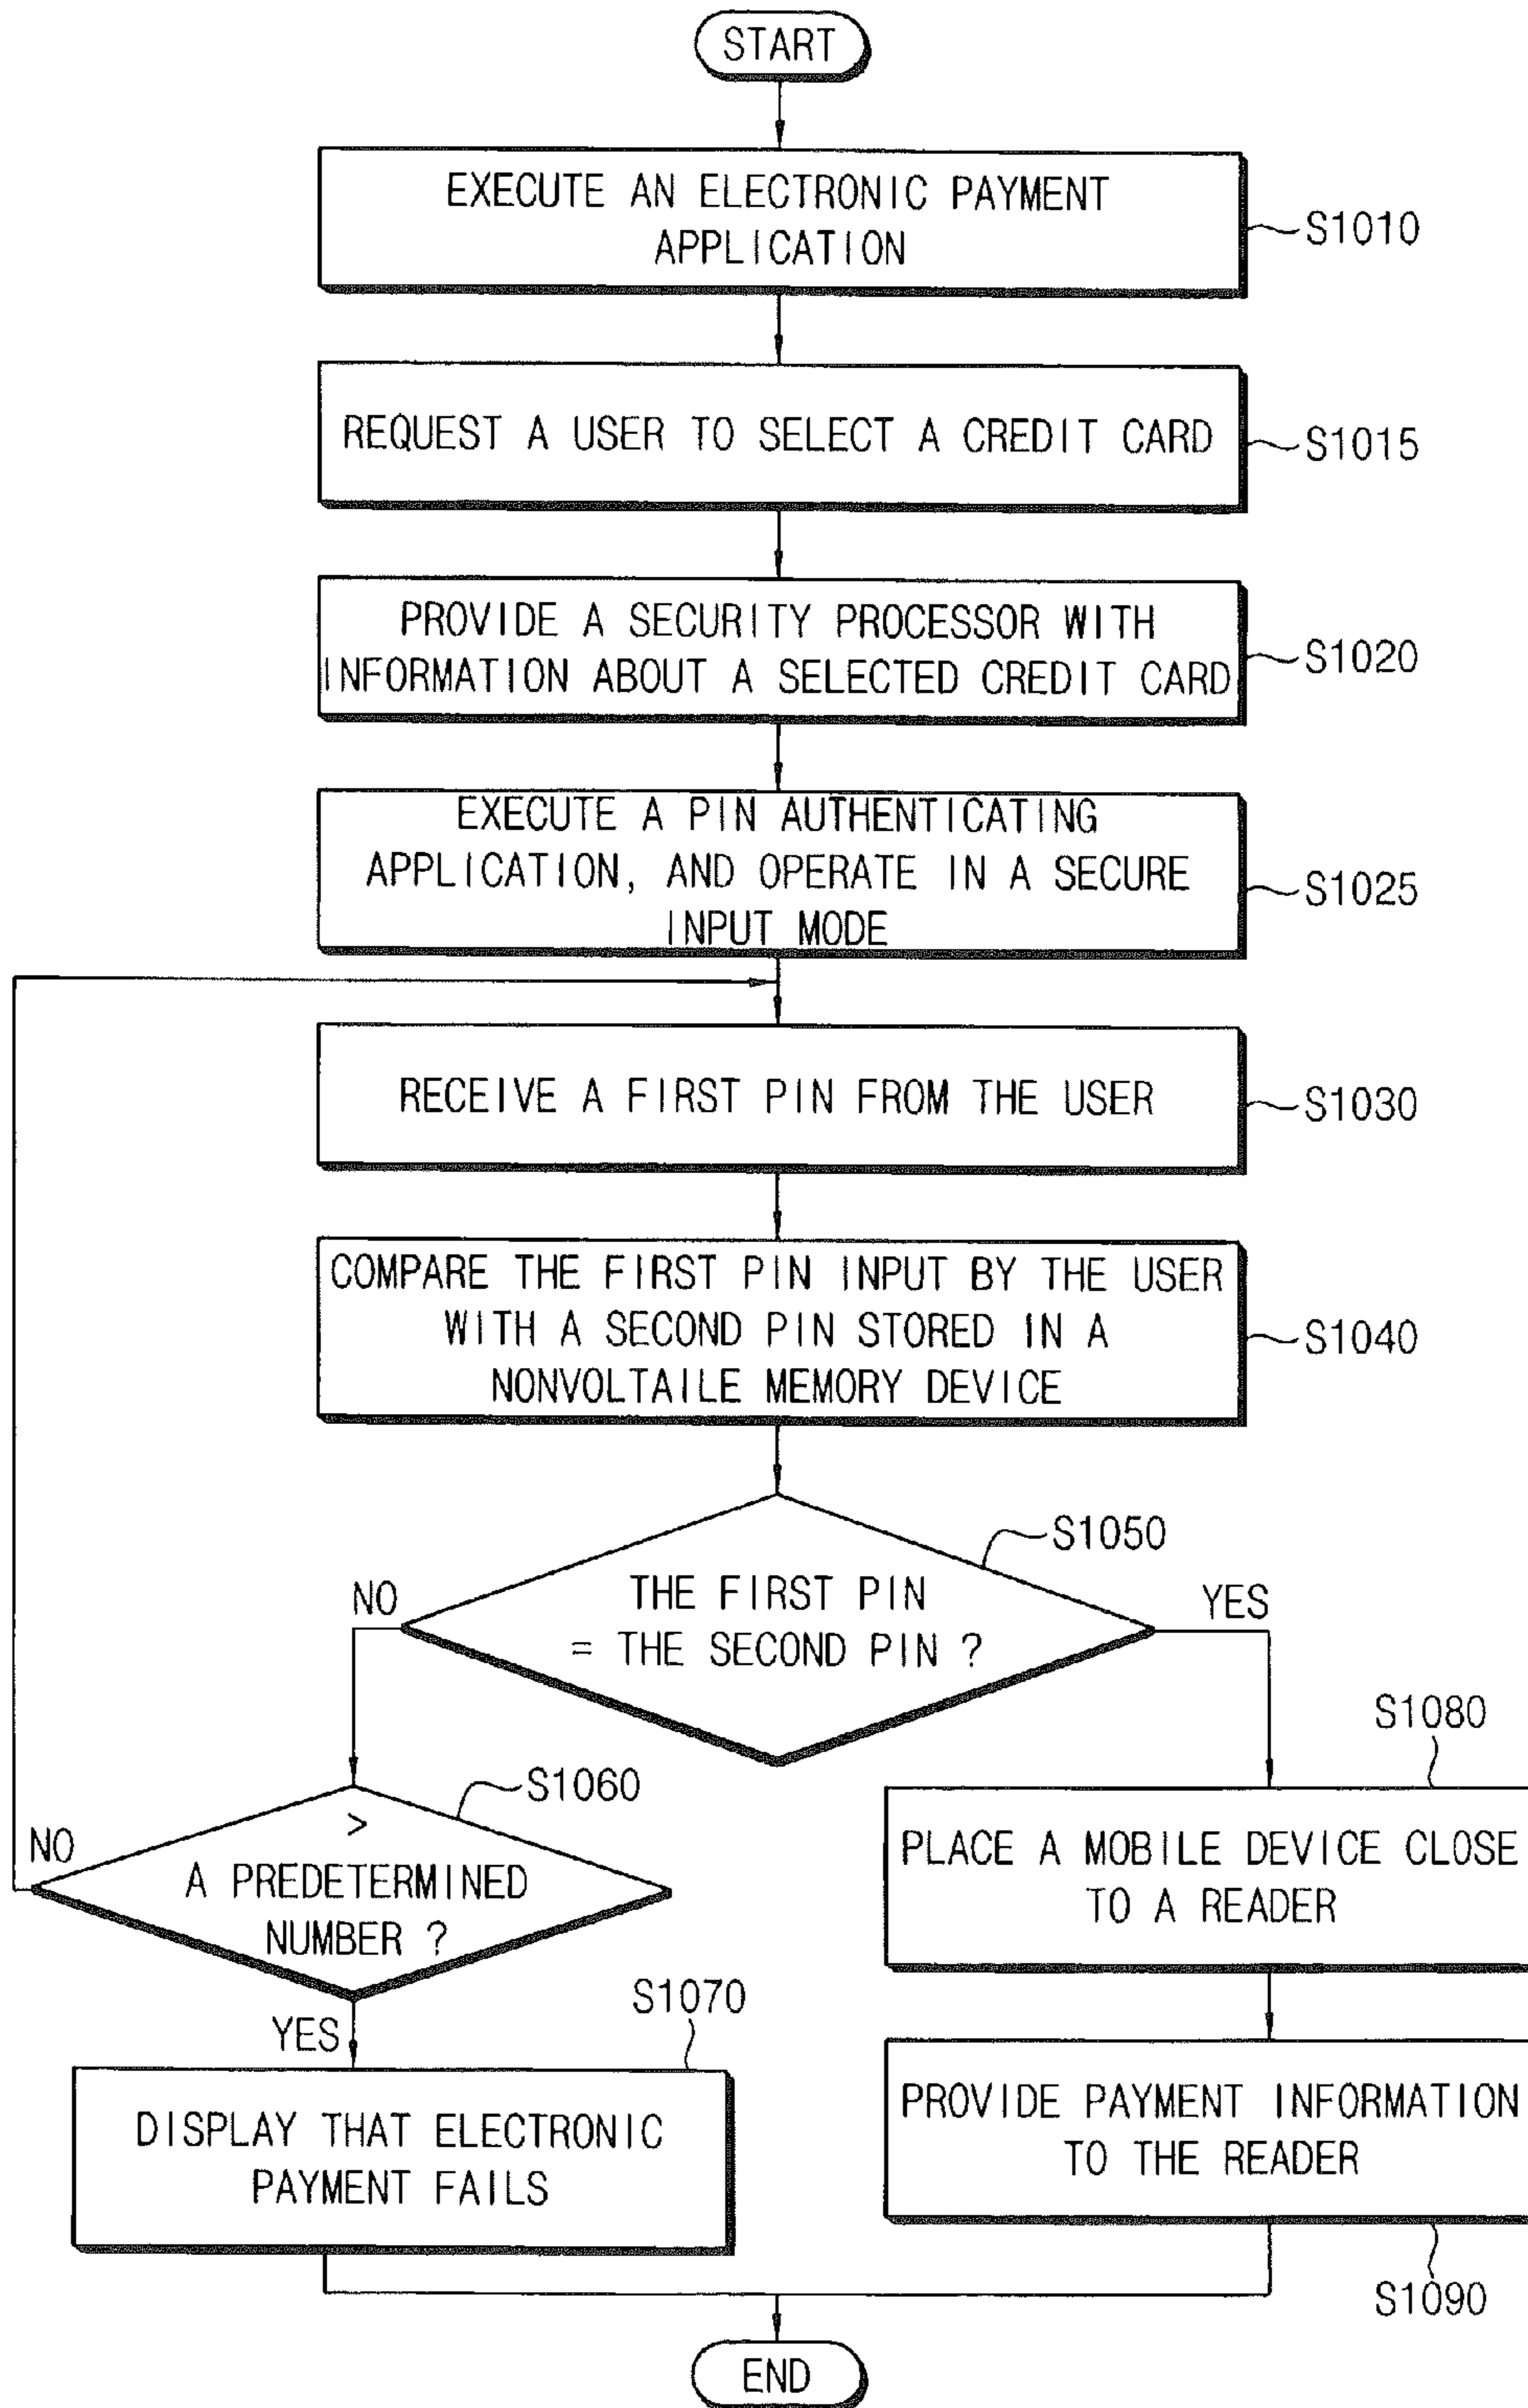 START
EXECUTE AN ELECTRONIC PAYMENT
APPLICATION
S1010
REQUEST A USER TO SELECT A CREDIT CARD
S1015
PROVIDE A SECURITY PROCESSOR WITH
INFORMATION ABOUT A SELECTED CREDIT CARD
S1020
EXECUTE A PIN AUTHENTICATING
APPLICATION, AND OPERATE IN A SECURE
INPUT MODE
S1025
RECEIVE A FIRST PIN FROM THE USER
S1030
COMPARE THE FIRST PIN INPUT BY THE USER
WITH A SECOND PIN STORED IN A
NONVOLTAILE MEMORY DEVICE
S1040
S1050
THE FIRST PIN
= THE SECOND PIN ?
NO
YES
S1060
>
A PREDETERMINED
NUMBER ?
NO
YES
S1070
DISPLAY THAT ELECTRONIC
PAYMENT FAILS
S1080
PLACE A MOBILE DEVICE CLOSE
TO A READER
PROVIDE PAYMENT INFORMATION
TO THE READER
S1090
END